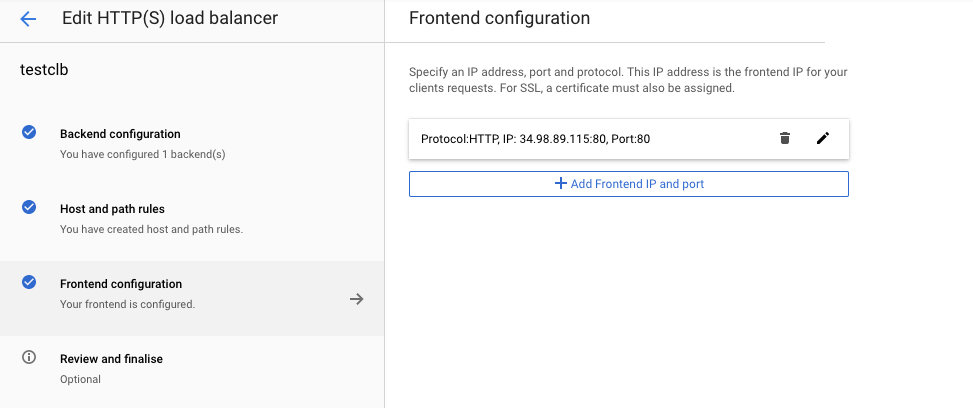 Edit HTTP(S) load balancer
testclb
Backend configuration
You have configured 1 backend(s)
Host and path rules
You have created host and path rules.
Frontend configuration
Your frontend is configured.
Review and finalise
Optional
Frontend configuration
Specify an IP address, port and protocol. This IP address is the frontend IP for your
clients requests. For SSL, a certificate must also be assigned.
Protocol:HTTP, IP: 34.98.89.115:80, Port:80
Add Frontend IP and port